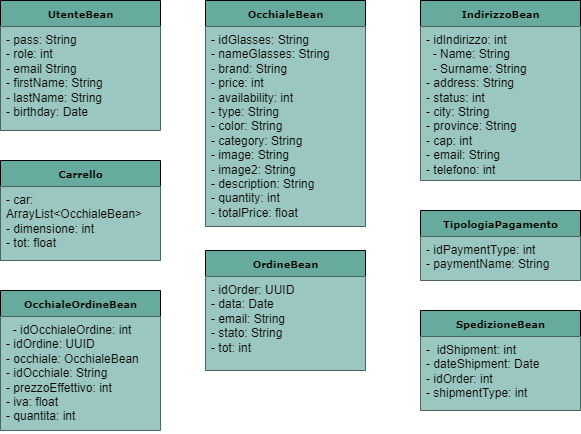 UtenteBean
- pass: String
- role: int
- email String
- firstName: String
- lastName: String
- birthday: Date
Carrello
- car:
ArrayList<OcchialeBean>
- dimensione: int
- tot: float
OcchialeOrdineBean
- idOcchialeOrdine: int
- idOrdine: UUID
- occhiale: OcchialeBean
- idOcchiale: String
- prezzoEffettivo: int
- iva: float
- quantita: int
OcchialeBean
- idGlasses: String
- nameGlasses: String
- brand: String
- price: int
- availability: int
- type: String
- color: String
- category: String
- image: String
- image2: String
- description: String
- quantity: int
- totalPrice: float
OrdineBean
- idOrder: UUID
- data: Date
- email: String
- stato: String
- tot: int
IndirizzoBean
- idIndirizzo: int
- Name: String
- Surname: String
- address: String
- status: int
- city: String
- province: String
- cap: int
- email: String
- telefono: int
TipologiaPagamento
- idPaymentType: int
- paymentName: String
SpedizioneBean
- idShipment: int
- dateShipment: Date
- idOrder: int
- shipmentType: int